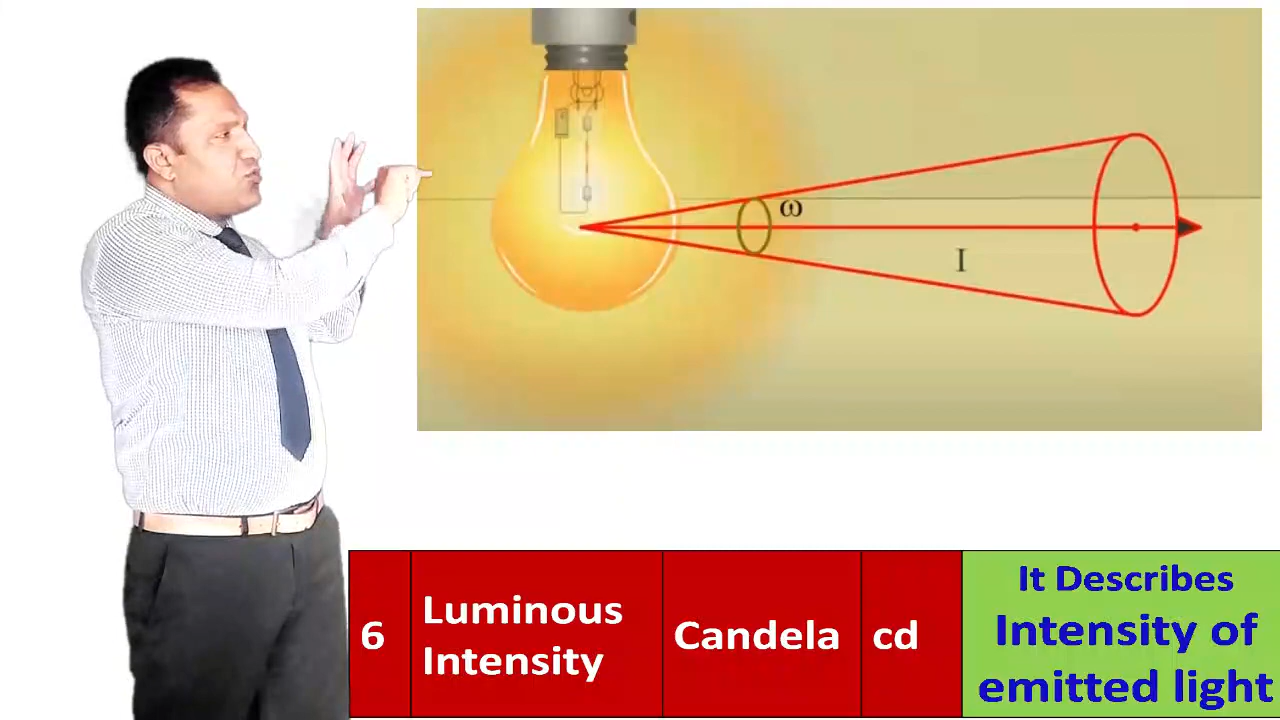 ω
I
6
Luminous
Intensity
Candela
cd
It Describes
Intensity of
emitted light